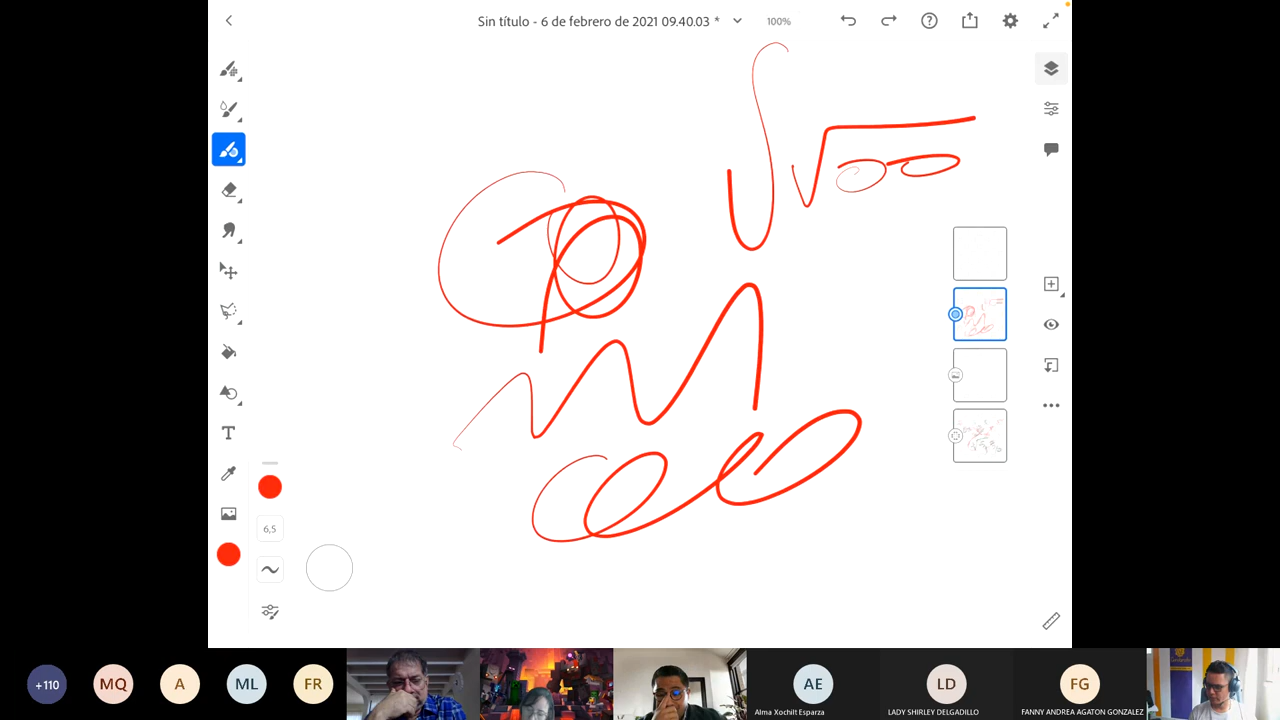 Sin título - 6 de febrero de 2021 09.40.03 *
100%
6,5
+110
MQ
A
ML
FR
AE
LD
FG
Alma Xochilt Esparza
LADY SHIRLEY DELGADILLO
FANNY ANDREA AGATON GONZALEZ